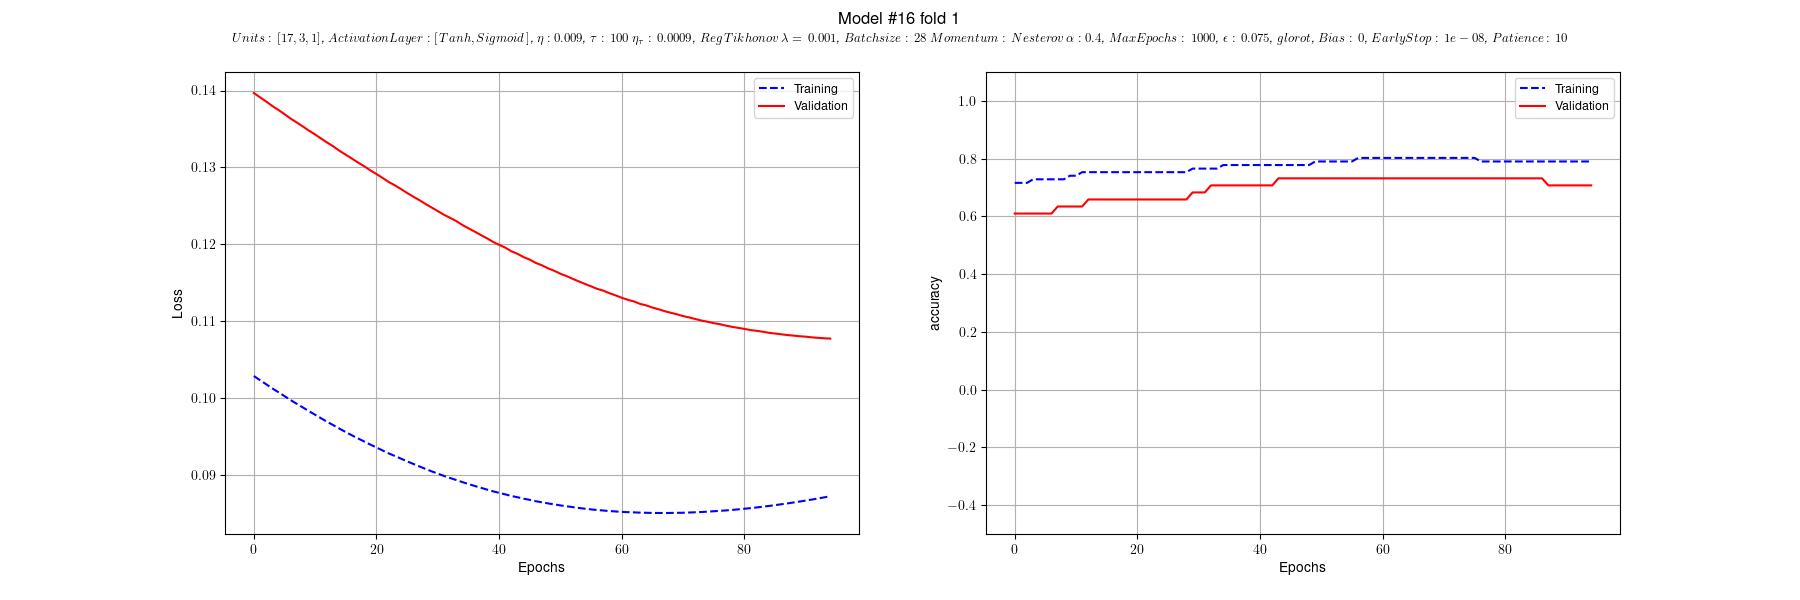 Model #16 fold 1
Units : [17, 3, 1], ActivationLayer : [Tanh, Sigmoid], η : 0.009, τ : 100 η_τ : 0.0009, RegTikhonov λ = 0.001, Batchsize : 28 Momentum : Nesterov α : 0.4, MaxEpochs : 1000, ϵ : 0.075, glorot, Bias : 0, EarlyStop : 1e − 08, Patience : 10
0.14
0.13
0.12
0.11
0.10
0.09
Loss
Training
Validation
0 20 40 60 80
Epochs
1.0
0.8
0.6
0.4
0.2
0.0
−0.2
−0.4
accuracy
Training
Validation
0 20 40 60 80
Epochs